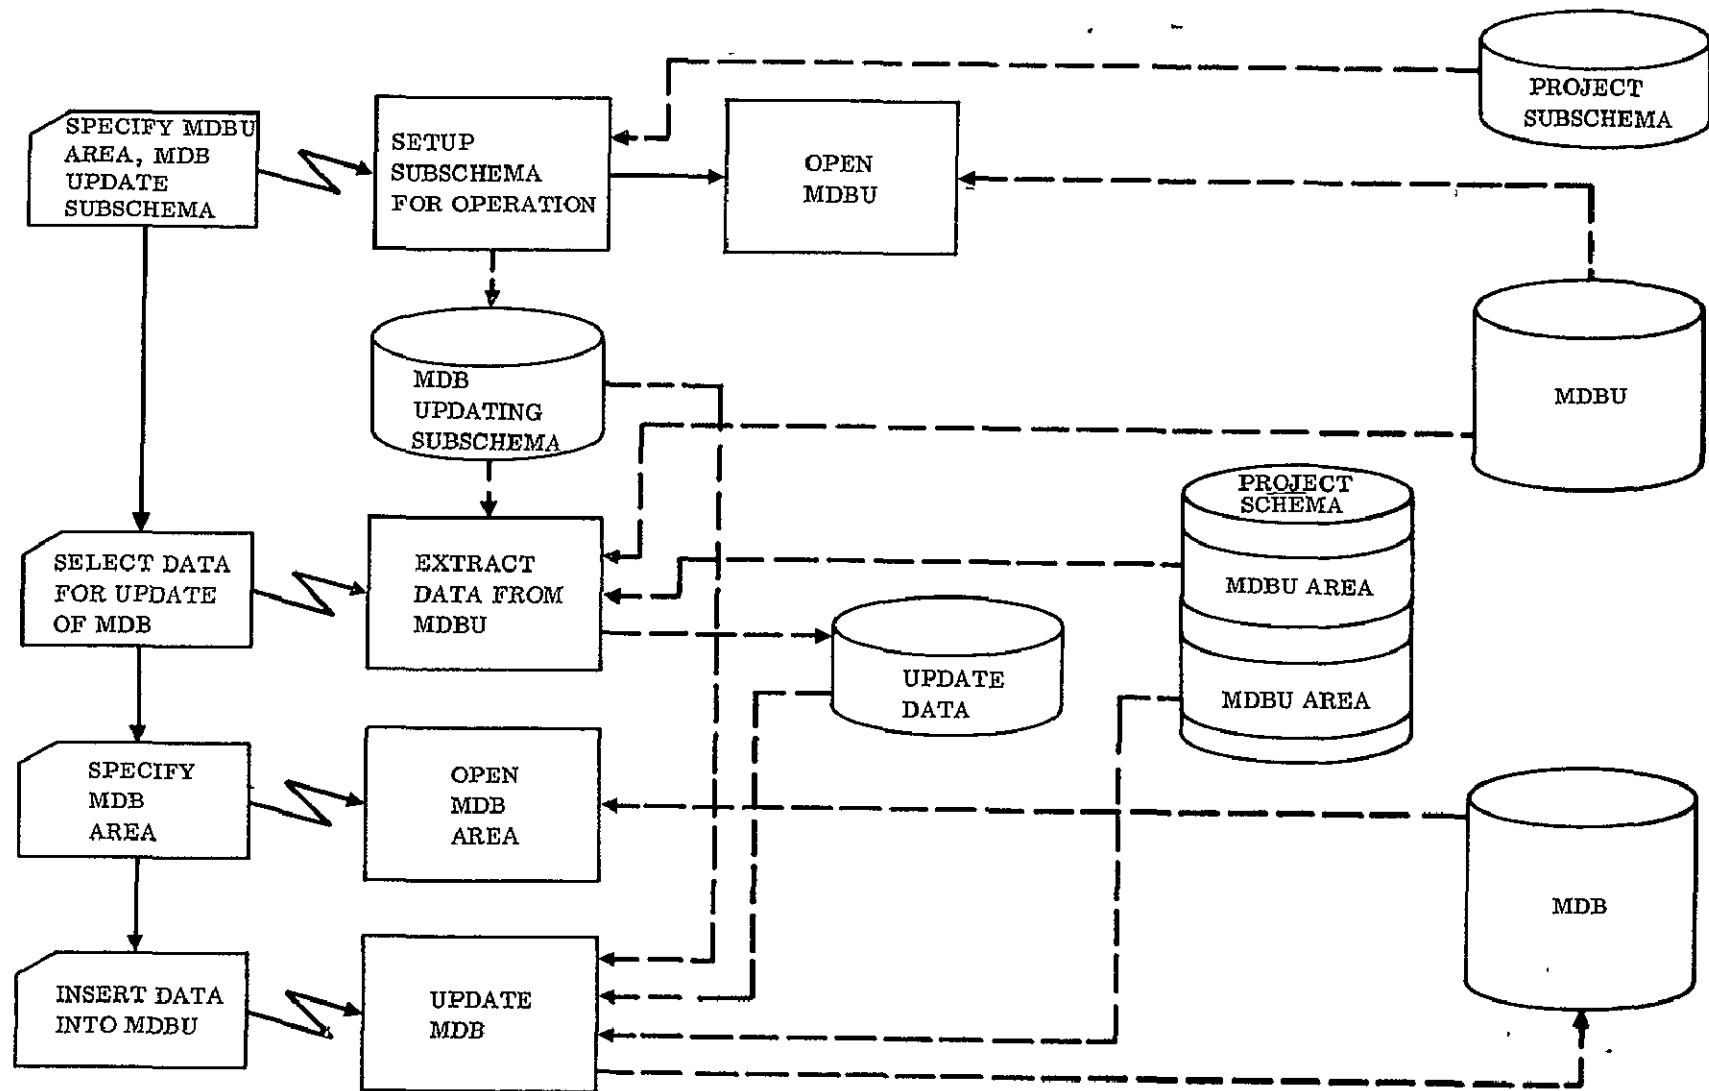 PROJECT
SUBSCHEMA
SPECIFY MDBU
AREA, MDB
UPDATE
SUBSCHEMA
SETUP
SUBSCHEMA
FOR OPERATION
OPEN
MDBU
MDB
UPDATING
SUBSCHEMA
MDBU
PROJECT
SCHEMA
MDBU AREA
MDBU AREA
SELECT DATA
FOR UPDATE
OF MDB
EXTRACT
DATA FROM
MDBU
UPDATE
DATA
SPECIFY
MDB
AREA
OPEN
MDB
AREA
MDB
INSERT DATA
INTO MDBU
UPDATE
MDB